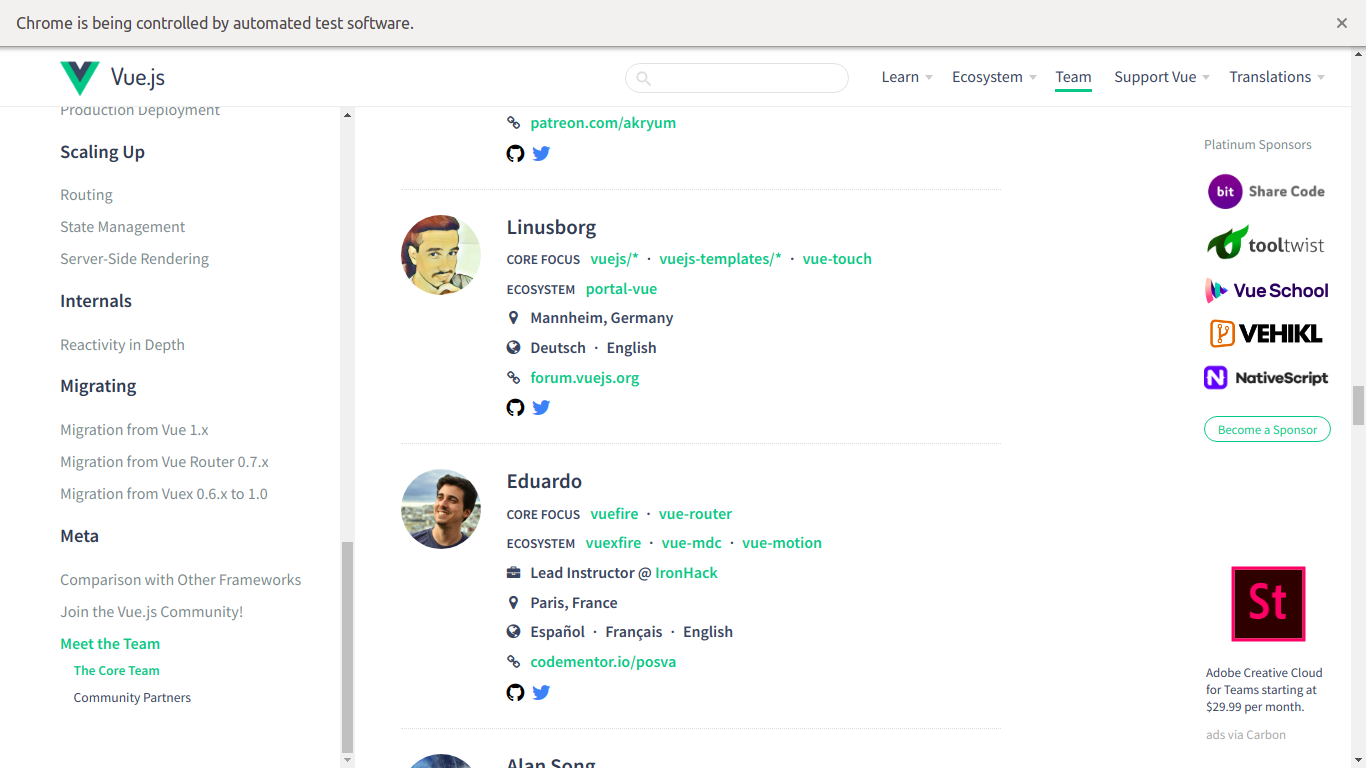 Chrome is being controlled by automated test software.
Vue.js
Learn
Ecosystem
Team
Support Vue
Translations
Production Deployment
Scaling Up
Routing
State Management
Server-Side Rendering
Internals
Reactivity in Depth
Migrating
Migration from Vue 1.x
Migration from Vue Router 0.7.x
Migration from Vuex 0.6.x to 1.0
Meta
Comparison with Other Frameworks
Join the Vue.js Community!
Meet the Team
The Core Team
Community Partners
patreon.com/akryum
Linusborg
CORE FOCUS vuejs/* · vuejs-templates/* · vue-touch
ECOSYSTEM portal-vue
Mannheim, Germany
Deutsch · English
forum.vuejs.org
Eduardo
CORE FOCUS vuefire · vue-router
ECOSYSTEM vuexfire · vue-mdc · vue-motion
Lead Instructor @ IronHack
Paris, France
Español · Français · English
codementor.io/posva
Alan Song
Platinum Sponsors
bit Share Code
tooltwist
Vue School
VEHIKL
NativeScript
Become a Sponsor
St
Adobe Creative Cloud
for Teams starting at
$29.99 per month.
ads via Carbon